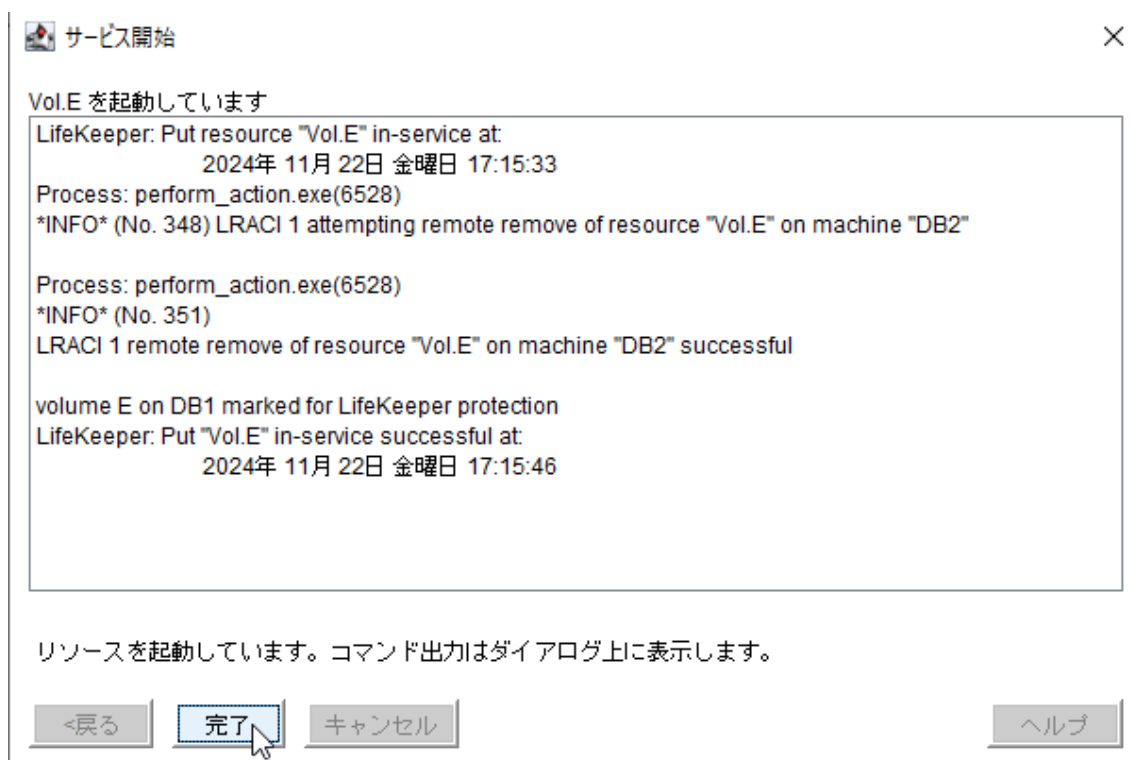 サービス開始
Vol.E を起動しています
LifeKeeper: Put resource "Vol.E" in-service at:
2024年 11月 22日 金曜日 17:15:33
Process: perform_action.exe(6528)
*INFO* (No. 348) LRACI 1 attempting remote remove of resource "Vol.E" on machine "DB2"
Process: perform_action.exe(6528)
*INFO* (No. 351)
LRACI 1 remote remove of resource "Vol.E" on machine "DB2" successful
volume E on DB1 marked for LifeKeeper protection
LifeKeeper: Put "Vol.E" in-service successful at:
2024年 11月 22日 金曜日 17:15:46
リソースを起動しています。コマンド出力はダイアログ上に表示します。
<戻る 完了 キャンセル ヘルプ